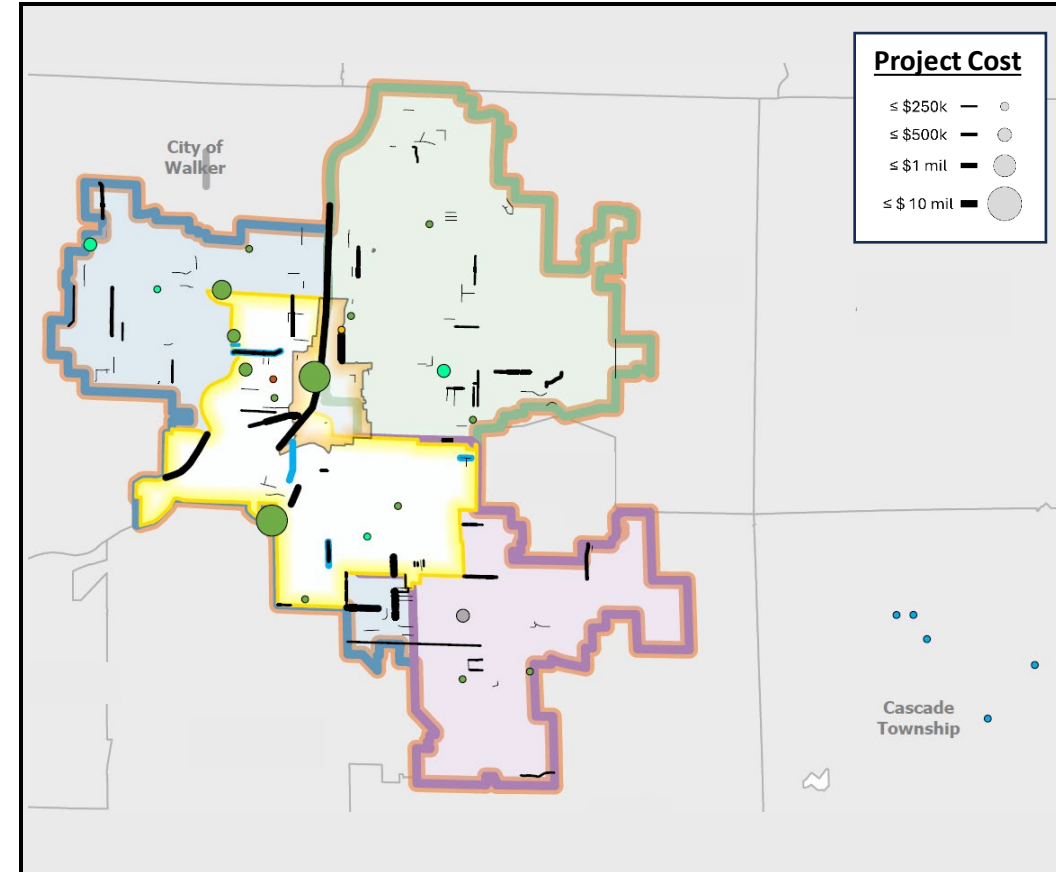 Project Cost
≤ $250k
≤ $500k
≤ $1 mil
≤ $ 10 mil
City of
Walker
Cascade
Township